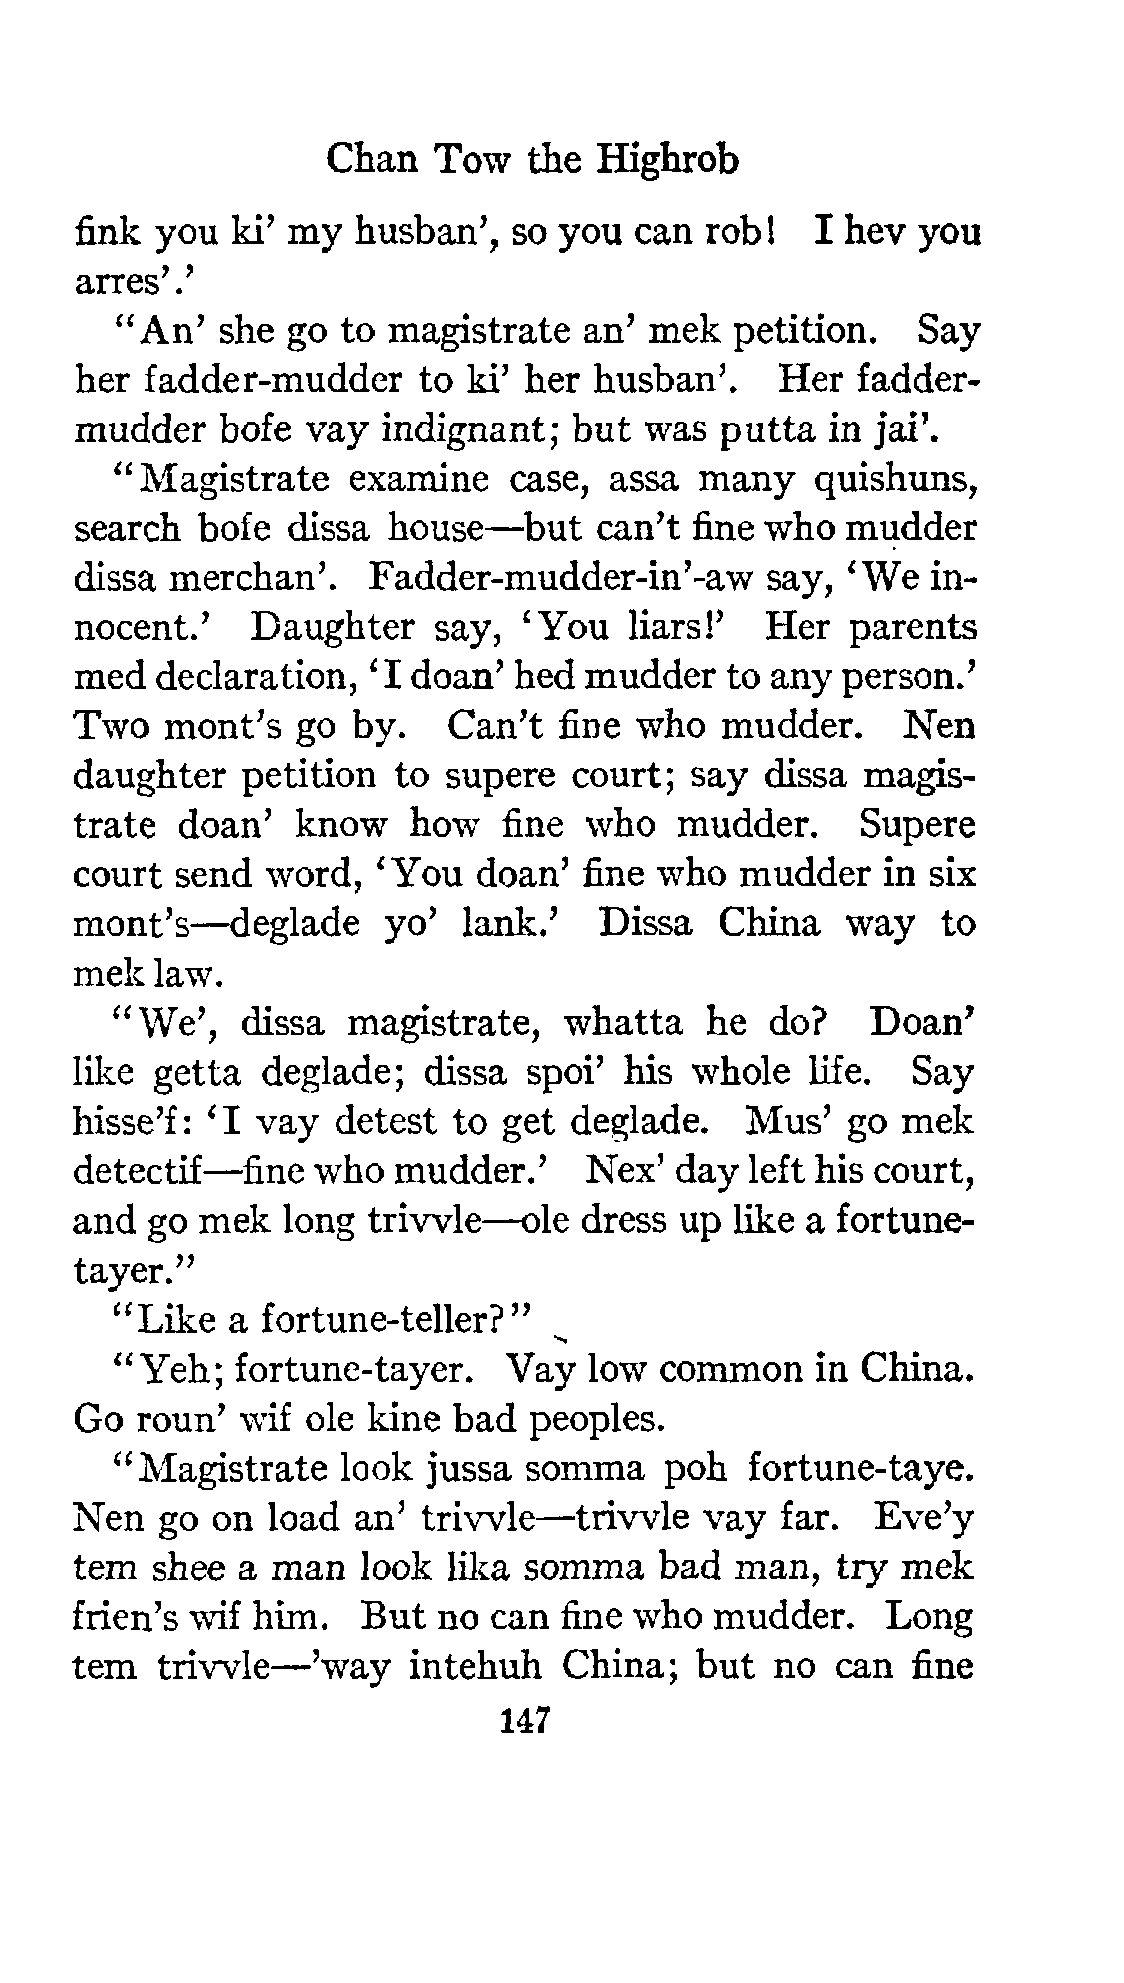 Chan Tow the Highrob
fink you ki' my husban', so you can rob! I hev you
arres'.'
"An' she go to magistrate an' mek petition. Say
her fadder-mudder to ki' her husban'. Her fadder-
mudder bofe vay indignant; but was putta in jai'.
"Magistrate examine case, assa many quishuns,
search bofe dissa house—but can't fine who mudder
dissa merchan'. Fadder-mudder-in'-aw say, 'We in-
nocent.' Daughter say, 'You liars!' Her parents
med declaration, 'I doan' hed mudder to any person.'
Two mont's go by. Can't fine who mudder. Nen
daughter petition to supere court; say dissa magis-
trate doan' know how fine who mudder. Supere
court send word, 'You doan' fine who mudder in six
mont's—deglade yo' lank.' Dissa China way to
mek law.
"We', dissa magistrate, whatta he do? Doan'
like getta deglade; dissa spoi' his whole life. Say
hisse'f: 'I vay detest to get deglade. Mus' go mek
detectif—fine who mudder.' Nex' day left his court,
and go mek long trivvle—ole dress up like a fortune-
tayer."
"Like a fortune-teller?"
"Yeh; fortune-tayer. Vay low common in China.
Go roun' wif ole kine bad peoples.
"Magistrate look jussa somma poh fortune-taye.
Nen go on load an' trivvle—trivvle vay far. Eve'y
tem shee a man look lika somma bad man, try mek
frien's wif him. But no can fine who mudder. Long
tem trivvle—'way intehuh China; but no can fine
147